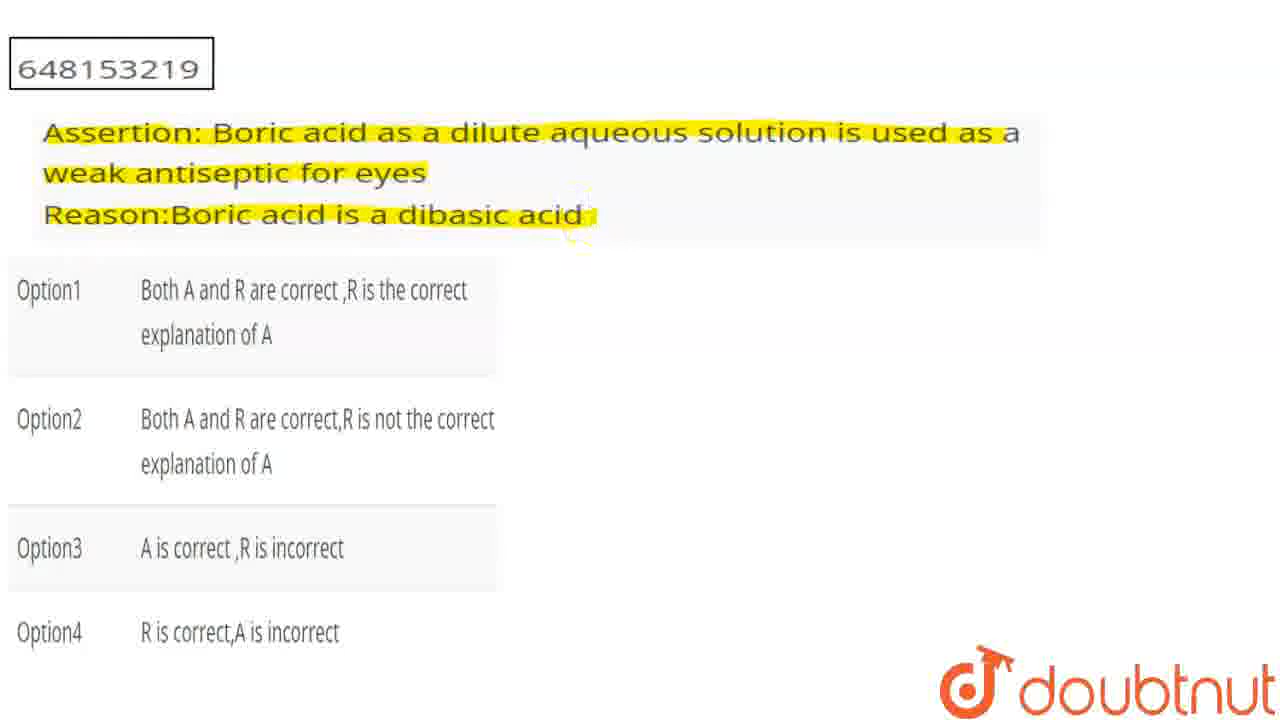 648153219
Assertion: Boric acid as a dilute aqueous solution is used as a
weak antiseptic for eyes
Reason:Boric acid is a dibasic acid
Option1 Both A and R are correct ,R is the correct
explanation of A
Option2 Both A and R are correct,R is not the correct
explanation of A
Option3 A is correct ,R is incorrect
Option4 R is correct,A is incorrect
doubtnut